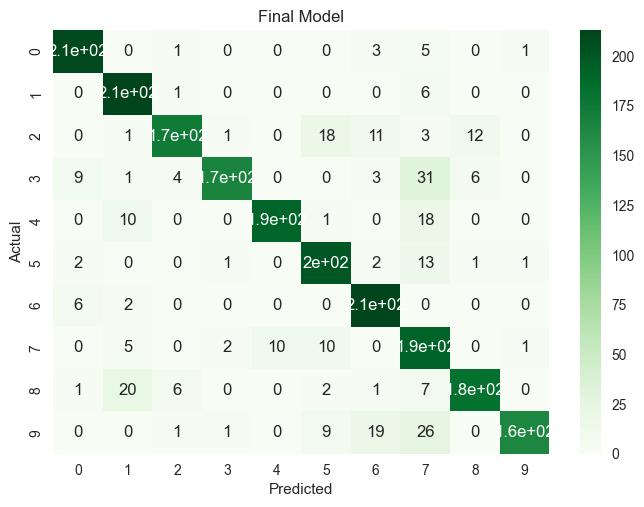 Final Model
0 2.1e+02 0 1 0 0 0 3 5 0 1
1 0 2.1e+02 1 0 0 0 0 6 0 0
2 0 1 1.7e+02 1 0 18 11 3 12 0
3 9 1 4 1.7e+02 0 0 3 31 6 0
4 0 10 0 0 1.9e+02 1 0 18 0 0
5 2 0 0 1 0 2e+02 2 13 1 1
6 6 2 0 0 0 0 2.1e+02 0 0 0
7 0 5 0 2 10 10 0 1.9e+02 0 1
8 1 20 6 0 0 2 1 7 1.8e+02 0
9 0 0 1 1 0 9 19 26 0 1.6e+02
0 1 2 3 4 5 6 7 8 9
Predicted
Actual
200
175
150
125
100
75
50
25
0